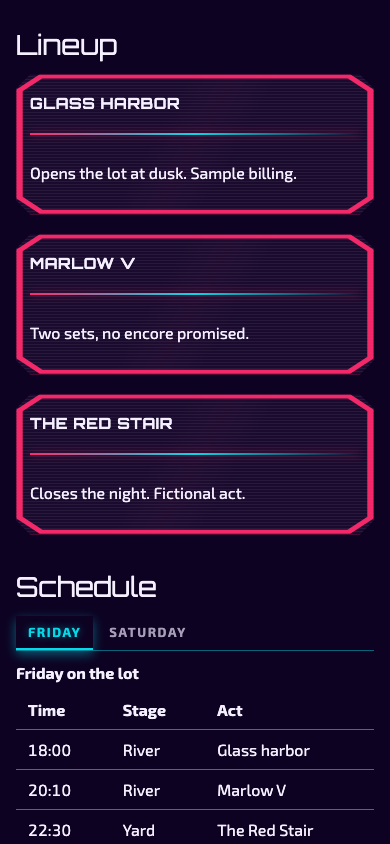 Lineup
GLASS HARBOR
Opens the lot at dusk. Sample billing.
MARLOW V
Two sets, no encore promised.
THE RED STAIR
Closes the night. Fictional act.
Schedule
FRIDAY SATURDAY
Friday on the lot
Time Stage Act
18:00 River Glass harbor
20:10 River Marlow V
22:30 Yard The Red Stair